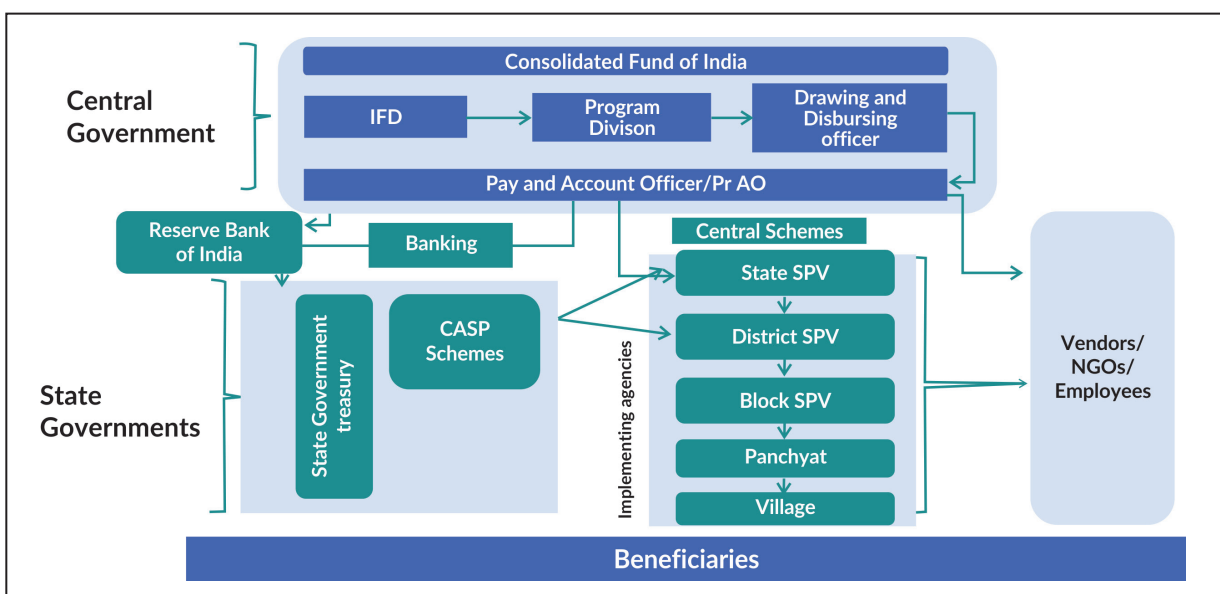 Central
Government
Consolidated Fund of India
IFD
Program
Divison
Drawing and
Disbursing
officer
Pay and Account Officer/Pr AO
Reserve Bank
of India
Banking
Central Schemes
State
Governments
State Government
treasury
CASP
Schemes
Implementing agencies
State SPV
District SPV
Block SPV
Panchyat
Village
Vendors/
NGOs/
Employees
Beneficiaries